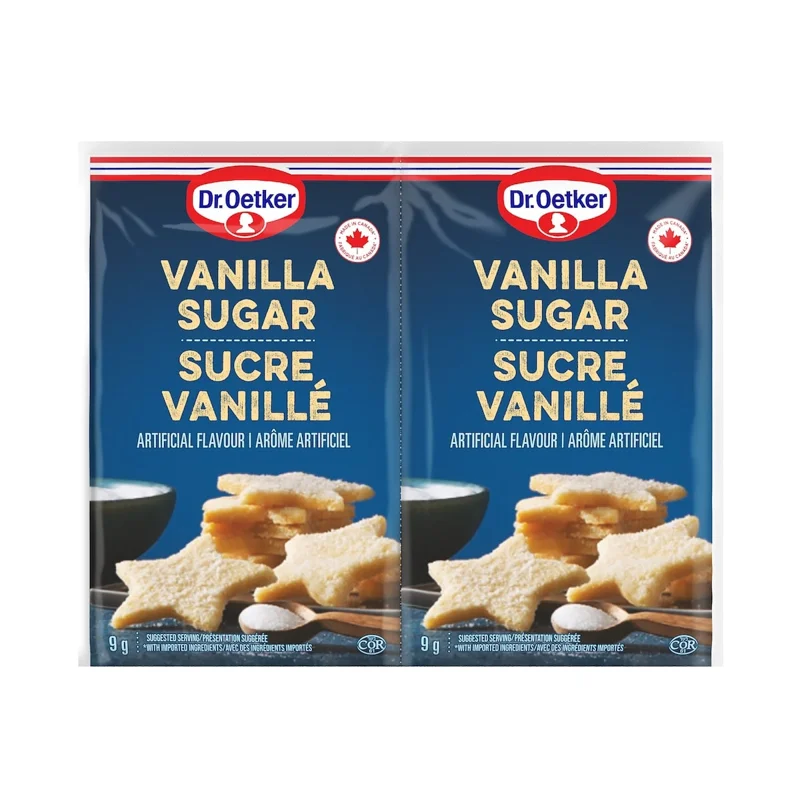 Dr.Oetker
MADE IN CANADA*
FABRIQUÉ AU CANADA*
VANILLA
SUGAR
SUCRE
VANILLÉ
ARTIFICIAL FLAVOUR | ARÔME ARTIFICIEL
9 g
SUGGESTED SERVING/PRÉSENTATION SUGGÉRÉE
*WITH IMPORTED INGREDIENTS/AVEC DES INGRÉDIENTS IMPORTÉS
COR
Dr.Oetker
MADE IN CANADA*
FABRIQUÉ AU CANADA*
VANILLA
SUGAR
SUCRE
VANILLÉ
ARTIFICIAL FLAVOUR | ARÔME ARTIFICIEL
9 g
SUGGESTED SERVING/PRÉSENTATION SUGGÉRÉE
*WITH IMPORTED INGREDIENTS/AVEC DES INGRÉDIENTS IMPORTÉS
COR